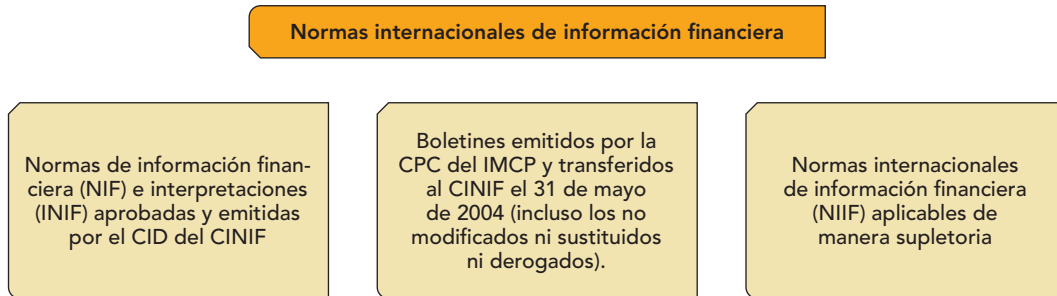 Normas internacionales de información financiera
Normas de información finan-
ciera (NIF) e interpretaciones
(INIF) aprobadas y emitidas
por el CID del CINIF
Boletines emitidos por la
CPC del IMCP y transferidos
al CINIF el 31 de mayo
de 2004 (incluso los no
modificados ni sustituidos
ni derogados).
Normas internacionales
de información financiera
(NIIF) aplicables de
manera supletoria